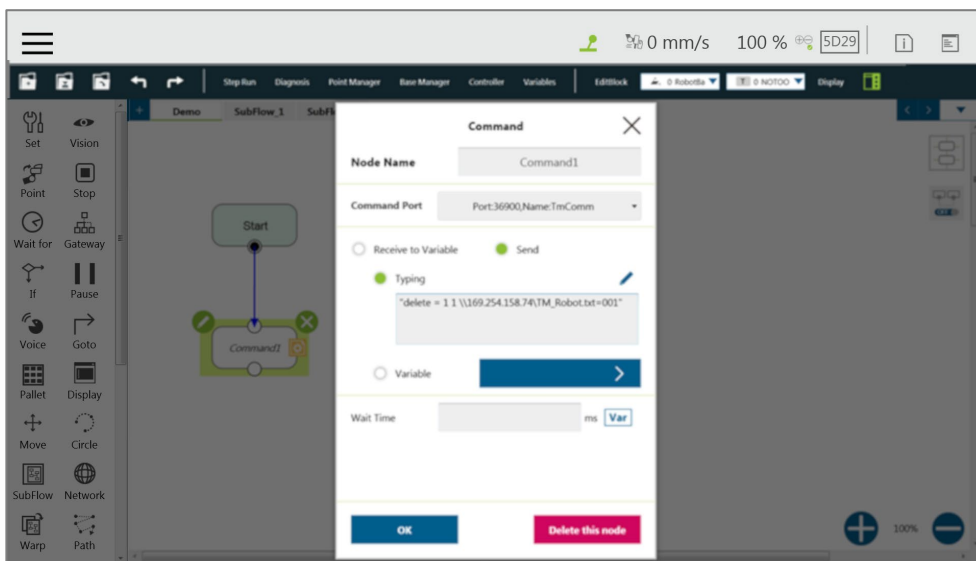 0 mm/s 100 % 5D29
Step Run Diagnosis Point Manager Base Manager Controller Variables EditBlock 0 RobotBa 0 NOTOO Display
Demo SubFlow_1 SubFl
Set Vision
Point Stop
Wait for Gateway
If Pause
Voice Goto
Pallet Display
Move Circle
SubFlow Network
Warp Path
Start
Command1
Command
Node Name Command1
Command Port Port:36900,Name:TmComm
Receive to Variable Send
Typing
"delete = 1 1 \\169.254.158.74\TM_Robot.txt=001"
Variable
Wait Time ms Var
OK Delete this node
100%